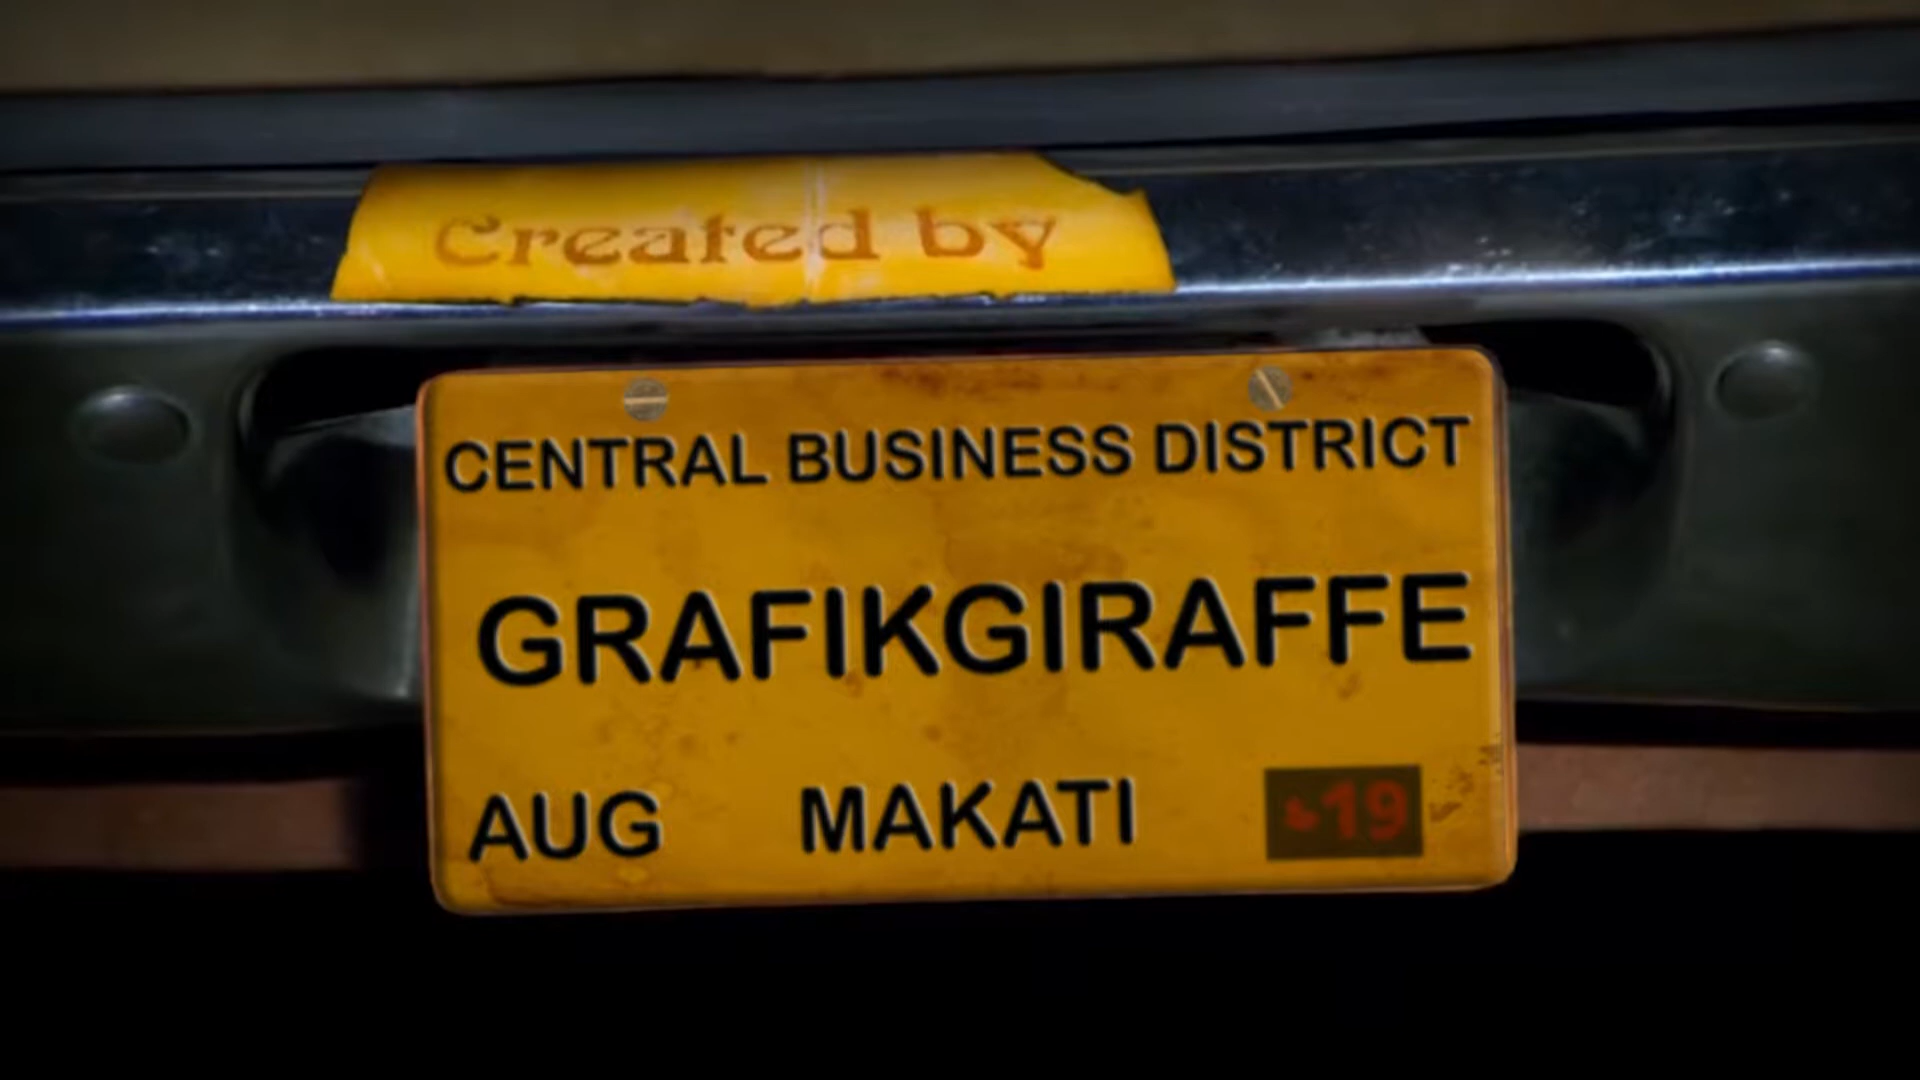 Created by
CENTRAL BUSINESS DISTRICT
GRAFIKGIRAFFE
AUG MAKATI 19